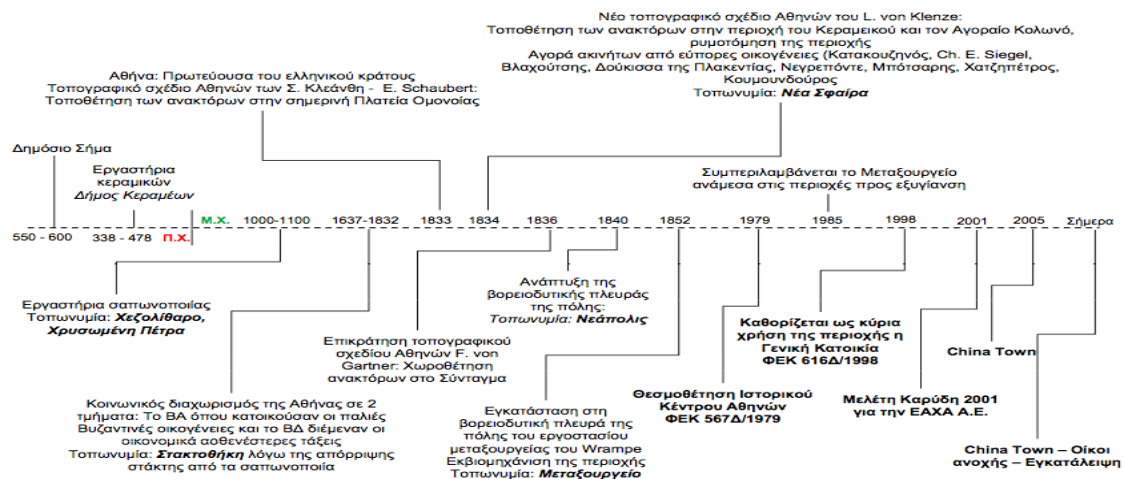 Νέο τοπογραφικό σχέδιο Αθηνών του L. von Klenze:
Τοποθέτηση των ανακτόρων στην περιοχή του Κεραμεικού και τον Αγοραίο Κολωνό,
ρυμοτόμηση της περιοχής
Αγορά ακινήτων από εύπορες οικογένειες (Κατακουζηνός, Ch. E. Siegel,
Βλαχούτσης, Δούκισσα της Πλακεντίας, Νεγρεπόντε, Μπότσαρης, Χατζηπέτρος,
Κουμουνδούρος
Τοπωνυμία: Νέα Σφαίρα
Αθήνα: Πρωτεύουσα του ελληνικού κράτους
Τοπογραφικό σχέδιο Αθηνών των Σ. Κλεάνθη - E. Schaubert:
Τοποθέτηση των ανακτόρων στην σημερινή Πλατεία Ομονοίας
Δημόσιο Σήμα
Εργαστήρια
κεραμικών
Δήμος Κεραμέων
Συμπεριλαμβάνεται το Μεταξουργείο
ανάμεσα στις περιοχές προς εξυγίανση
550 - 600
338 - 478
Π.Χ.
Μ.Χ.
1000-1100
1637-1832
1833
1834
1836
1840
1852
1979
1985
1998
2001
2005
Σήμερα
Εργαστήρια σαπωνοποιίας
Τοπωνυμία: Χεζολίθαρο,
Χρυσωμένη Πέτρα
Κοινωνικός διαχωρισμός της Αθήνας σε 2
τμήματα: Το ΒΑ όπου κατοικούσαν οι παλιές
Βυζαντινές οικογένειες και το ΒΔ διέμεναν οι
οικονομικά ασθενέστερες τάξεις
Τοπωνυμία: Στακτοθήκη λόγω της απόρριψης
στάκτης από τα σαπωνοποιία
Επικράτηση τοπογραφικού
σχεδίου Αθηνών F. von
Gartner: Χωροθέτηση
ανακτόρων στο Σύνταγμα
Ανάπτυξη της
βορειοδυτικής πλευράς
της πόλης:
Τοπωνυμία: Νεάπολις
Εγκατάσταση στη
βορειοδυτική πλευρά της
πόλης του εργοστασίου
μεταξουργείας του Wrampe
Εκβιομηχάνιση της περιοχής
Τοπωνυμία: Μεταξουργείο
Θεσμοθέτηση Ιστορικού
Κέντρου Αθηνών
ΦΕΚ 567Δ/1979
Καθορίζεται ως κύρια
χρήση της περιοχής η
Γενική Κατοικία
ΦΕΚ 616Δ/1998
Μελέτη Καρύδη 2001
για την ΕΑΧΑ Α.Ε.
China Town
China Town – Οίκοι
ανοχής – Εγκατάλειψη